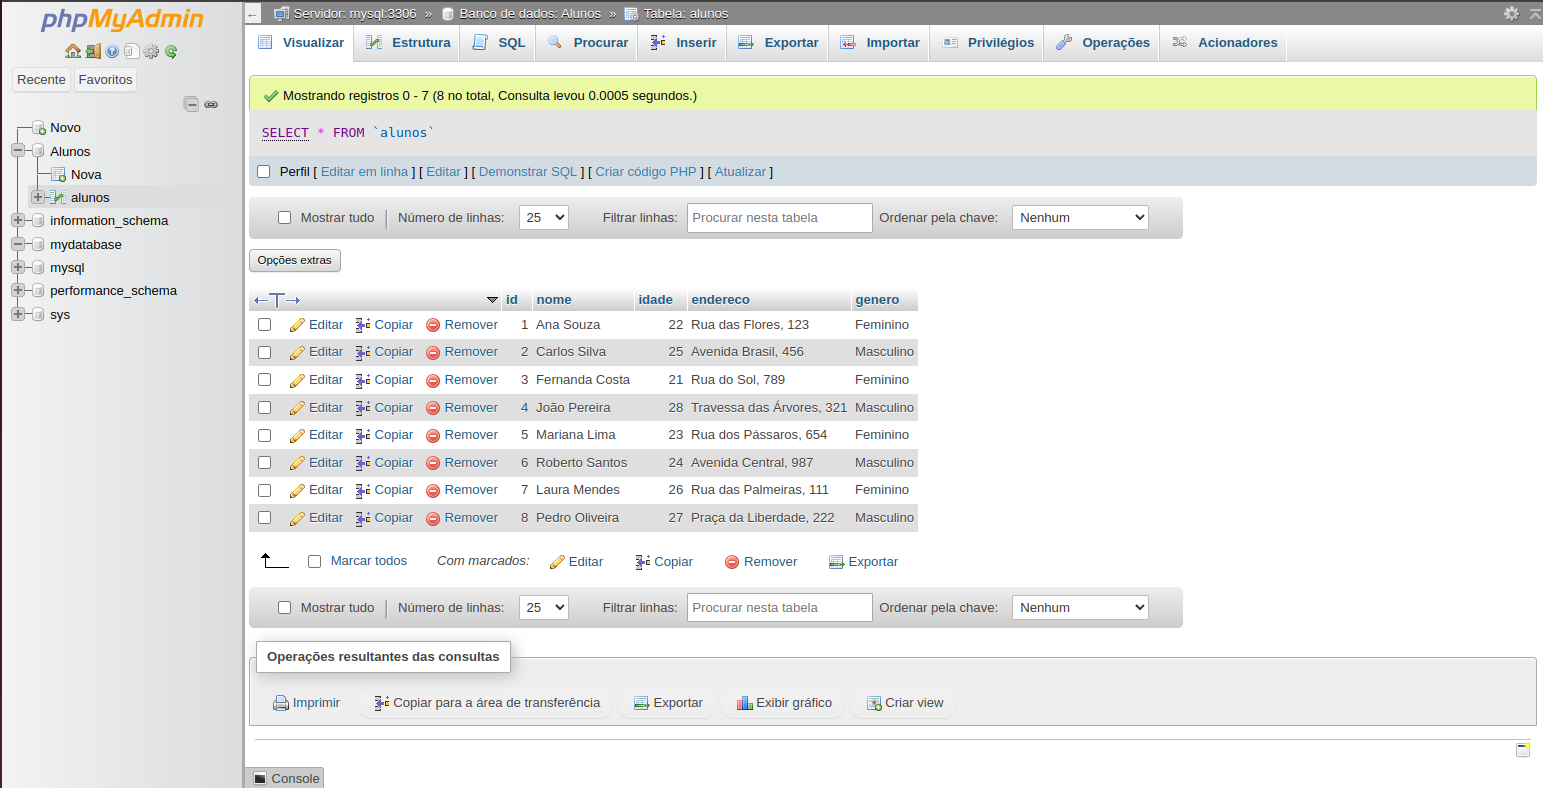 phpMyAdmin
Recente Favoritos
Novo
Alunos
Nova
alunos
information_schema
mydatabase
mysql
performance_schema
sys
Servidor: mysql:3306 » Banco de dados: Alunos » Tabela: alunos
Visualizar Estrutura SQL Procurar Inserir Exportar Importar Privilégios Operações Acionadores
Mostrando registros 0 - 7 (8 no total, Consulta levou 0.0005 segundos.)
SELECT * FROM `alunos`
Perfil [ Editar em linha ] [ Editar ] [ Demonstrar SQL ] [ Criar código PHP ] [ Atualizar ]
Mostrar tudo | Número de linhas: 25 Filtrar linhas: Procurar nesta tabela Ordenar pela chave: Nenhum
Opções extras
←T→ id nome idade endereco genero
Editar Copiar Remover 1 Ana Souza 22 Rua das Flores, 123 Feminino
Editar Copiar Remover 2 Carlos Silva 25 Avenida Brasil, 456 Masculino
Editar Copiar Remover 3 Fernanda Costa 21 Rua do Sol, 789 Feminino
Editar Copiar Remover 4 João Pereira 28 Travessa das Árvores, 321 Masculino
Editar Copiar Remover 5 Mariana Lima 23 Rua dos Pássaros, 654 Feminino
Editar Copiar Remover 6 Roberto Santos 24 Avenida Central, 987 Masculino
Editar Copiar Remover 7 Laura Mendes 26 Rua das Palmeiras, 111 Feminino
Editar Copiar Remover 8 Pedro Oliveira 27 Praça da Liberdade, 222 Masculino
Marcar todos Com marcados: Editar Copiar Remover Exportar
Mostrar tudo | Número de linhas: 25 Filtrar linhas: Procurar nesta tabela Ordenar pela chave: Nenhum
Operações resultantes das consultas
Imprimir Copiar para a área de transferência Exportar Exibir gráfico Criar view
Console